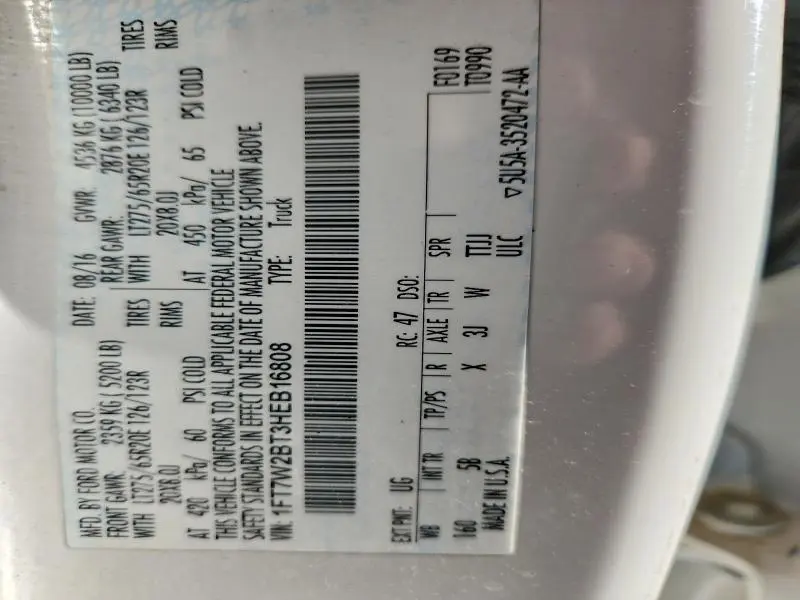 MFD. BY FORD MOTOR CO.
DATE: 08/16 GVWR: 4536 KG (10000 LB)
FRONT GAWR: 2359 KG ( 5200 LB)
REAR GAWR: 2876 KG ( 6340 LB)
WITH LT275/65R20E 126/123R TIRES
WITH LT275/65R20E 126/123R TIRES
20X8.0J RIMS
20X8.0J RIMS
AT 420 kPa/ 60 PSI COLD
AT 450 kPa/ 65 PSI COLD
THIS VEHICLE CONFORMS TO ALL APPLICABLE FEDERAL MOTOR VEHICLE
SAFETY STANDARDS IN EFFECT ON THE DATE OF MANUFACTURE SHOWN ABOVE.
VIN: 1FT7W2BT3HEB16808 TYPE: Truck
EXT PNT: UG RC: 47 DSO: F0169
T0990
WB INT TR TP/PS R AXLE TR SPR
160 5B X 3J W TTJJ
MADE IN U.S.A. ULC
▽5U5A-3520472-AA